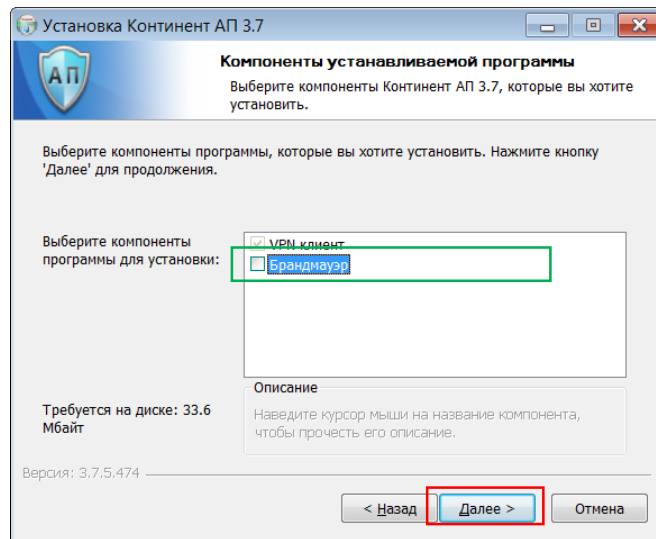 Установка Континент АП 3.7
АП
Компоненты устанавливаемой программы
Выберите компоненты Континент АП 3.7, которые вы хотите
установить.
Выберите компоненты программы, которые вы хотите установить. Нажмите кнопку
'Далее' для продолжения.
Выберите компоненты
программы для установки:
VPN клиент
Брандмауэр
Описание
Требуется на диске: 33.6
Мбайт
Наведите курсор мыши на название компонента,
чтобы прочесть его описание.
Версия: 3.7.5.474
< Назад
Далее >
Отмена